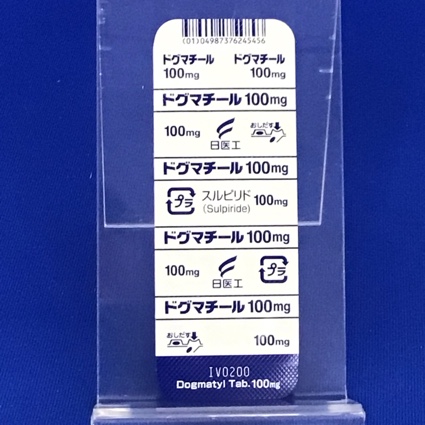 (01)04987376245456
ドグマチール ドグマチール
100mg 100mg
ドグマチール 100mg
100mg 日医工 おしだす
ドグマチール 100mg
プラ スルピリド 100mg
(Sulpiride)
ドグマチール 100mg
100mg 日医工 プラ
ドグマチール 100mg
おしだす 100mg
IV0200
Dogmatyl Tab.100mg